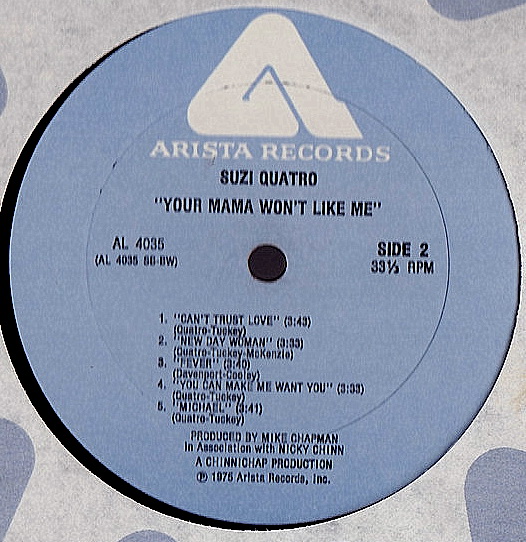 ARISTA RECORDS
SUZI QUATRO
"YOUR MAMA WON'T LIKE ME"
AL 4035
(AL 4035 SB-BW)
SIDE 2
33⅓ RPM
1. "CAN'T TRUST LOVE" (3:43)
(Quatro-Tuckey)
2. "NEW DAY WOMAN" (3:33)
(Quatro-Tuckey-McKenzie)
3. "FEVER" (3:40)
(Davenport-Cooley)
4. "YOU CAN MAKE ME WANT YOU" (3:33)
(Quatro-Tuckey)
5. "MICHAEL" (3:41)
(Quatro-Tuckey)
PRODUCED BY MIKE CHAPMAN
In Association with NICKY CHINN
A CHINNICHAP PRODUCTION
℗ 1975 Arista Records, Inc.